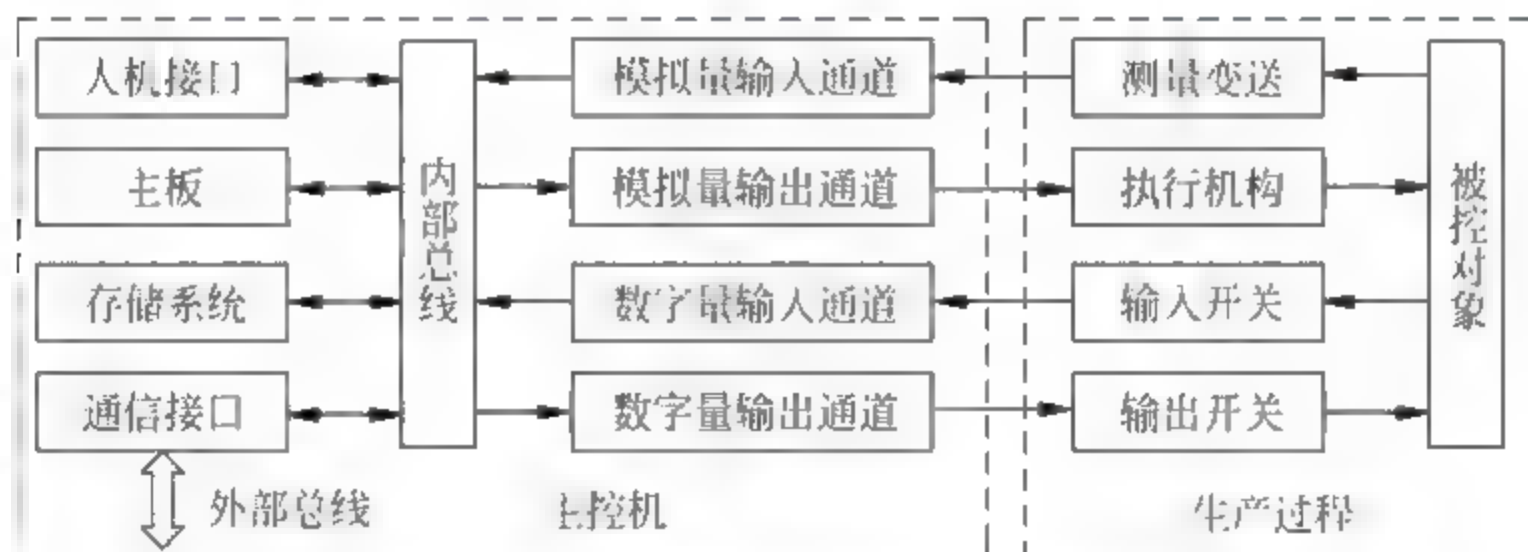 人机接口
模拟量输入通道
测量变送
主板
内部总线
模拟量输出通道
执行机构
被控对象
存储系统
数字量输入通道
输入开关
通信接口
数字量输出通道
输出开关
外部总线
主控机
生产过程